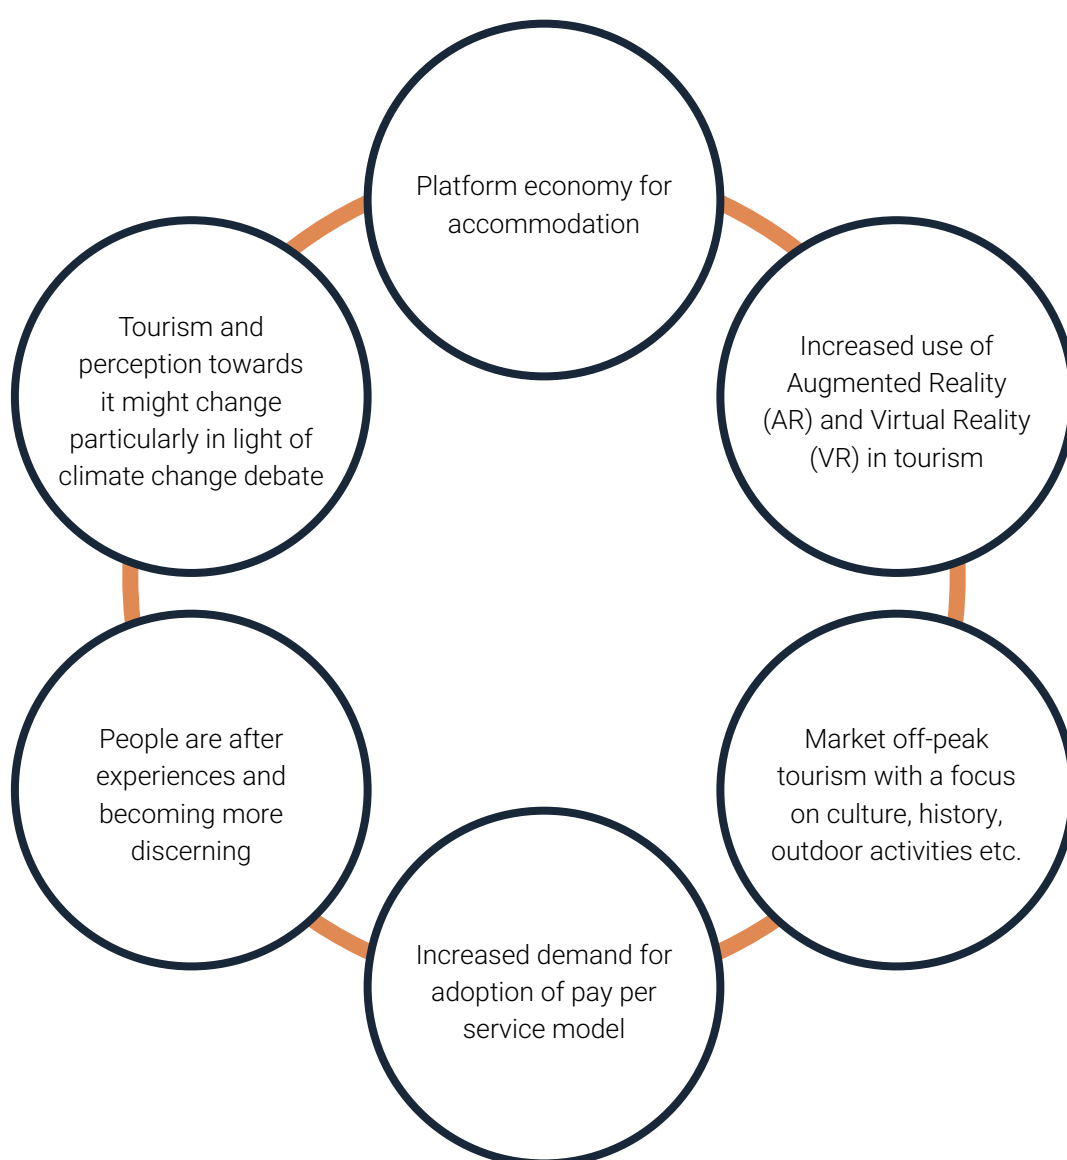 Platform economy for
accommodation
Increased use of
Augmented Reality
(AR) and Virtual Reality
(VR) in tourism
Market off-peak
tourism with a focus
on culture, history,
outdoor activities etc.
Increased demand for
adoption of pay per
service model
People are after
experiences and
becoming more
discerning
Tourism and
perception towards
it might change
particularly in light of
climate change debate